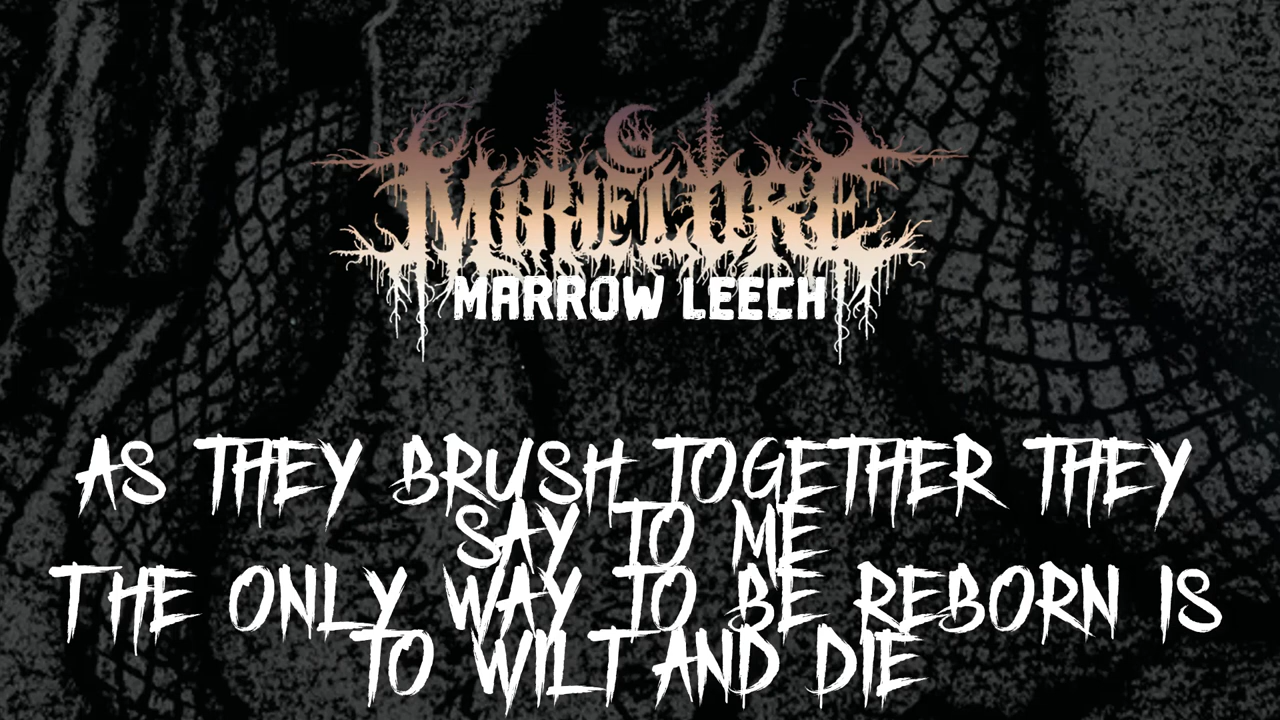 MINELORE
MARROW LEECH
AS THEY BRUSH TOGETHER THEY
SAY TO ME
THE ONLY WAY TO BE REBORN IS
TO WILT AND DIE